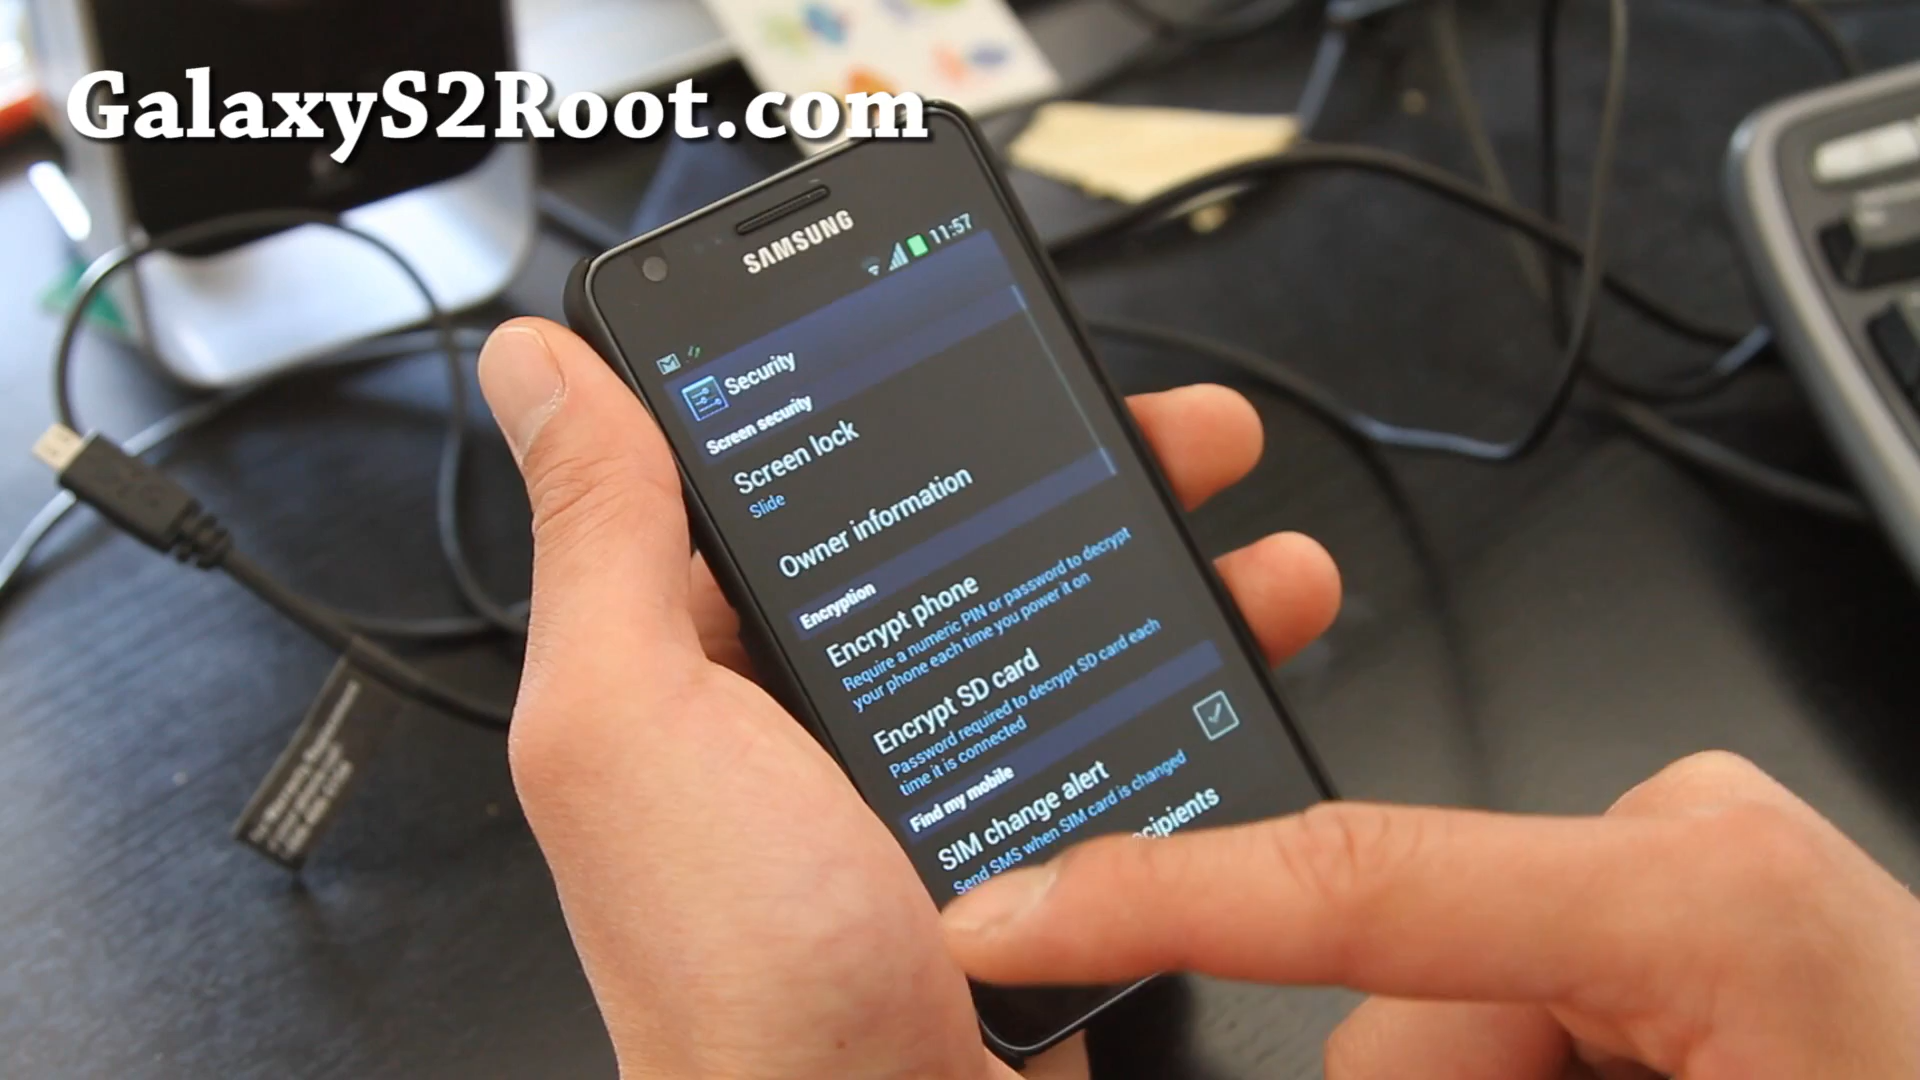 GalaxyS2Root.com
SAMSUNG
11:57
Security
Screen security
Screen lock
Slide
Owner information
Encryption
Encrypt phone
Require a numeric PIN or password to decrypt
your phone each time you power it on
Encrypt SD card
Password required to decrypt SD card each
time it is connected
Find my mobile
SIM change alert
Send SMS when SIM card is changed